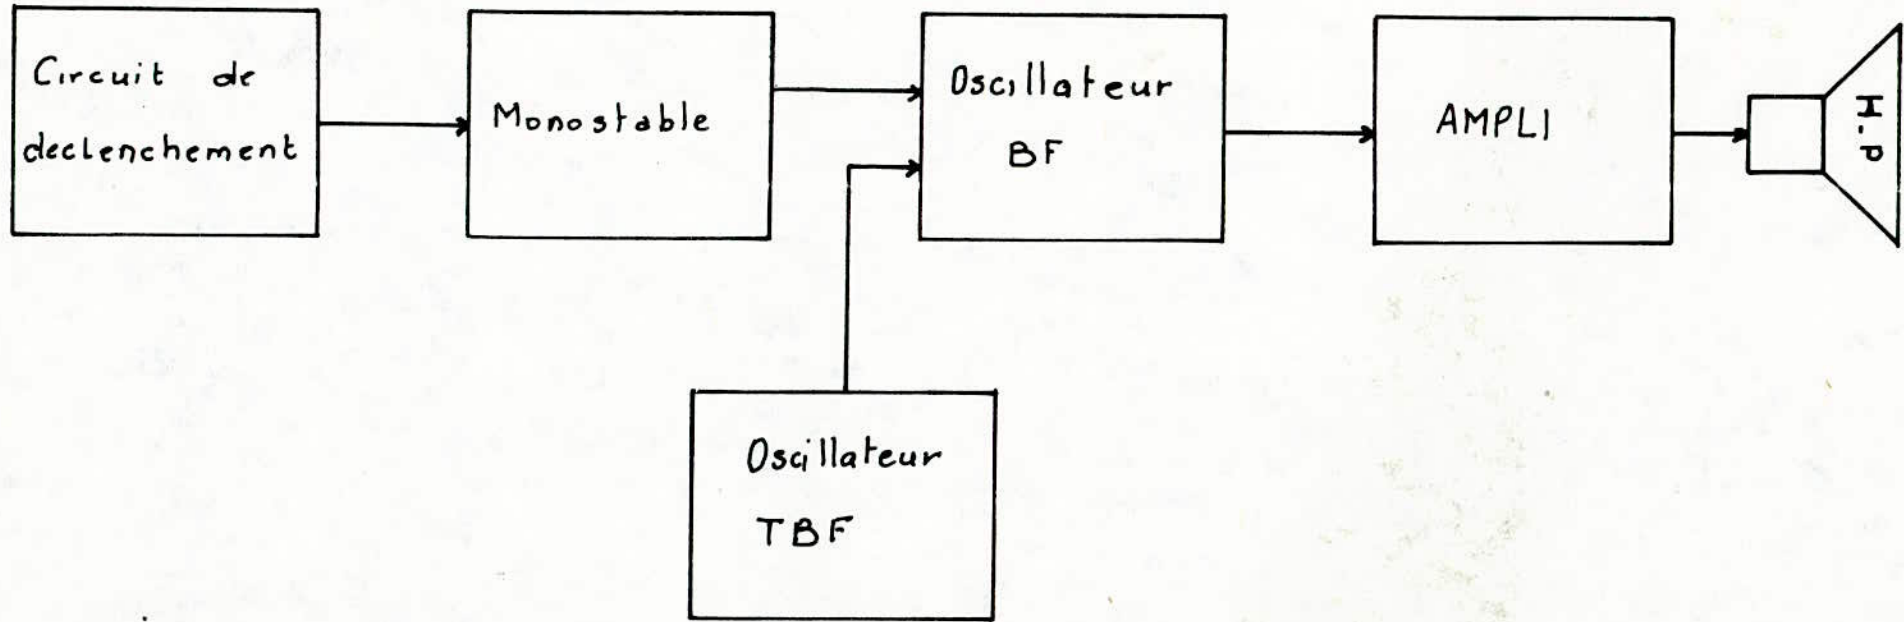 Circuit de
declenchement
Monostable
Oscillateur
BF
AMPLI
H.P
Oscillateur
TBF